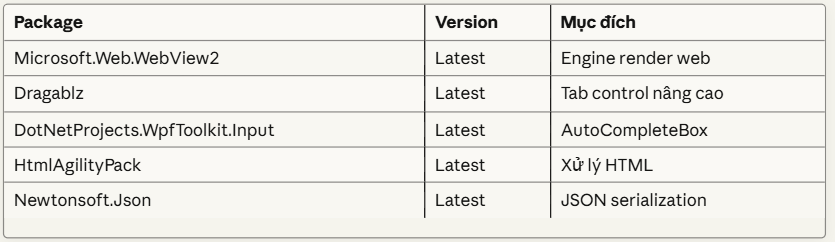 Package Version Mục đích
Microsoft.Web.WebView2 Latest Engine render web
Dragablz Latest Tab control nâng cao
DotNetProjects.WpfToolkit.Input Latest AutoCompleteBox
HtmlAgilityPack Latest Xử lý HTML
Newtonsoft.Json Latest JSON serialization